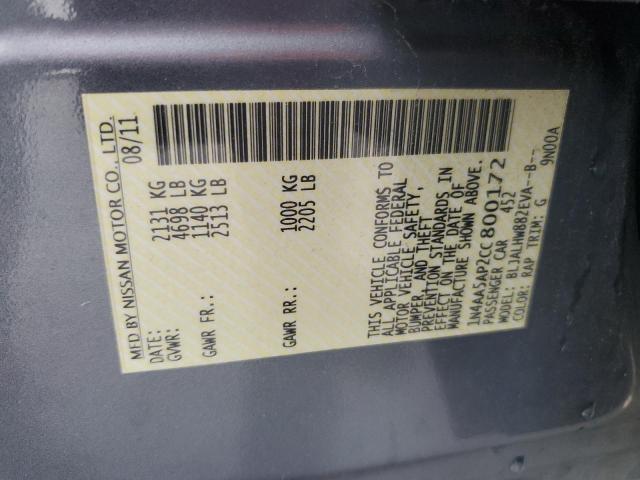 MFD BY NISSAN MOTOR CO., LTD.
DATE: 08/11
GVWR: 2131 KG
4698 LB
GAWR FR.: 1140 KG
2513 LB
GAWR RR.: 1000 KG
2205 LB
THIS VEHICLE CONFORMS TO
ALL APPLICABLE FEDERAL
MOTOR VEHICLE SAFETY,
BUMPER, AND THEFT
PREVENTION STANDARDS IN
EFFECT ON THE DATE OF
MANUFACTURE SHOWN ABOVE.
1N4AA5AP2CC800172
PASSENGER CAR 452
MODEL: BLJALHW882EVA--B--
COLOR: RAP TRIM: G 9N00A